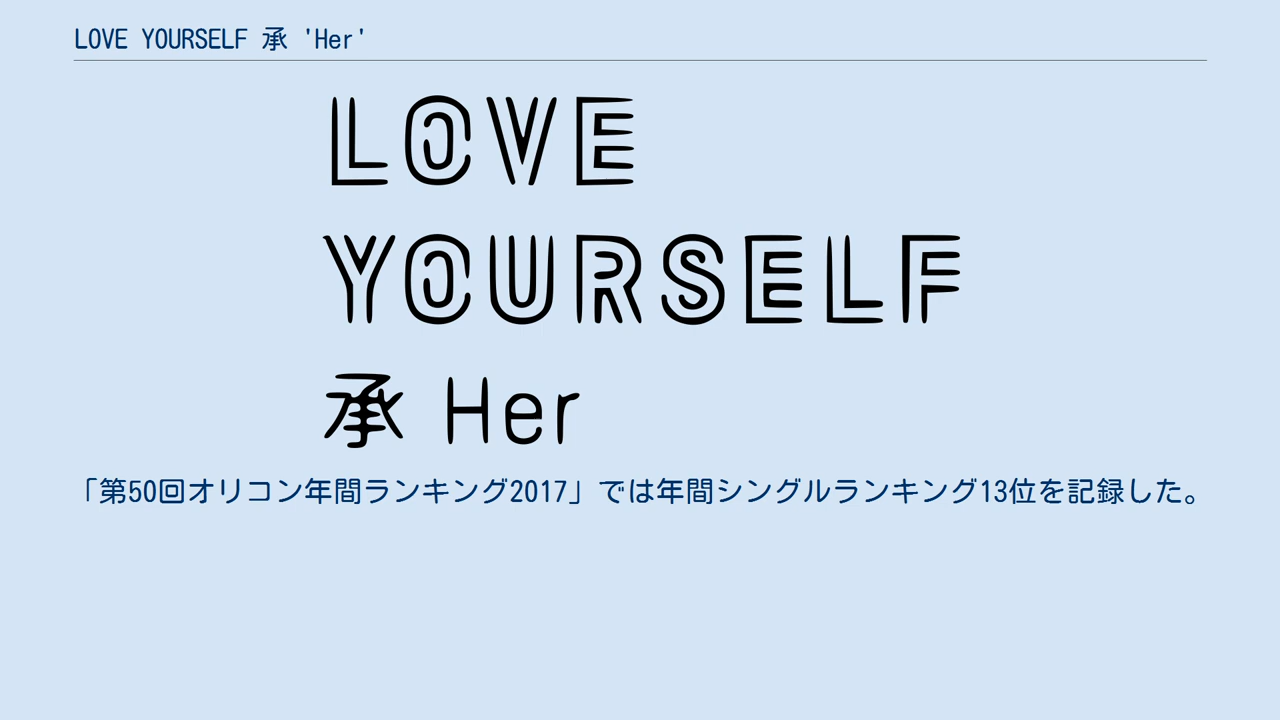 LOVE YOURSELF 承 'Her'
LOVE
YOURSELF
承 Her
「第50回オリコン年間ランキング2017」では年間シングルランキング13位を記録した。